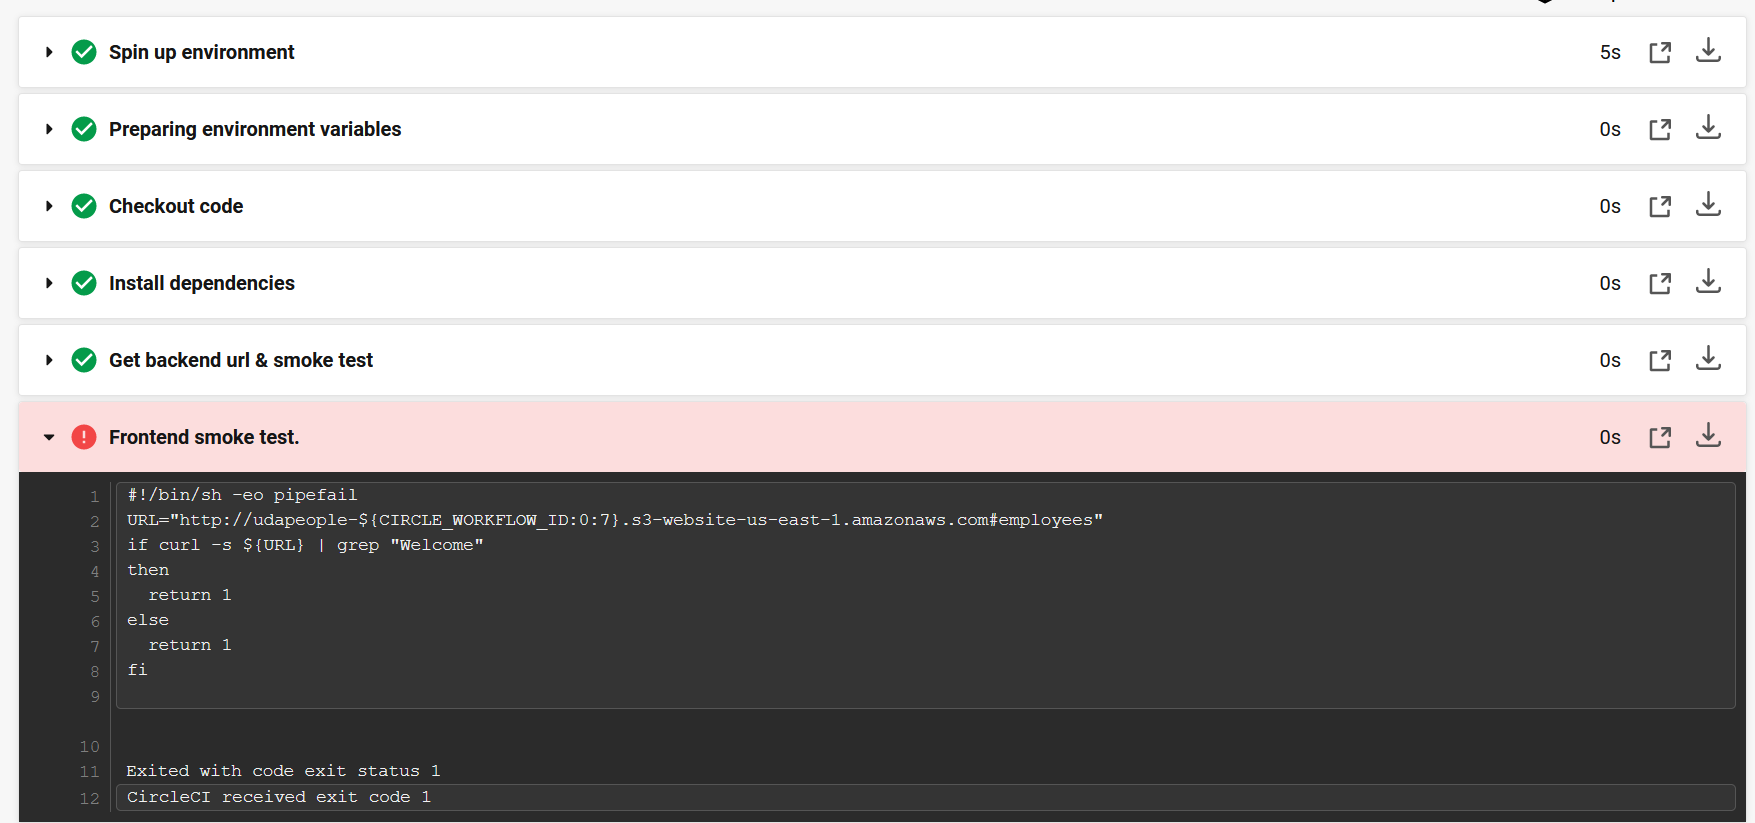 Spin up environment 5s
Preparing environment variables 0s
Checkout code 0s
Install dependencies 0s
Get backend url & smoke test 0s
Frontend smoke test. 0s
1 #!/bin/sh -eo pipefail
2 URL="http://udapeople-${CIRCLE_WORKFLOW_ID:0:7}.s3-website-us-east-1.amazonaws.com#employees"
3 if curl -s ${URL} | grep "Welcome"
4 then
5 return 1
6 else
7 return 1
8 fi
9
10
11 Exited with code exit status 1
12 CircleCI received exit code 1